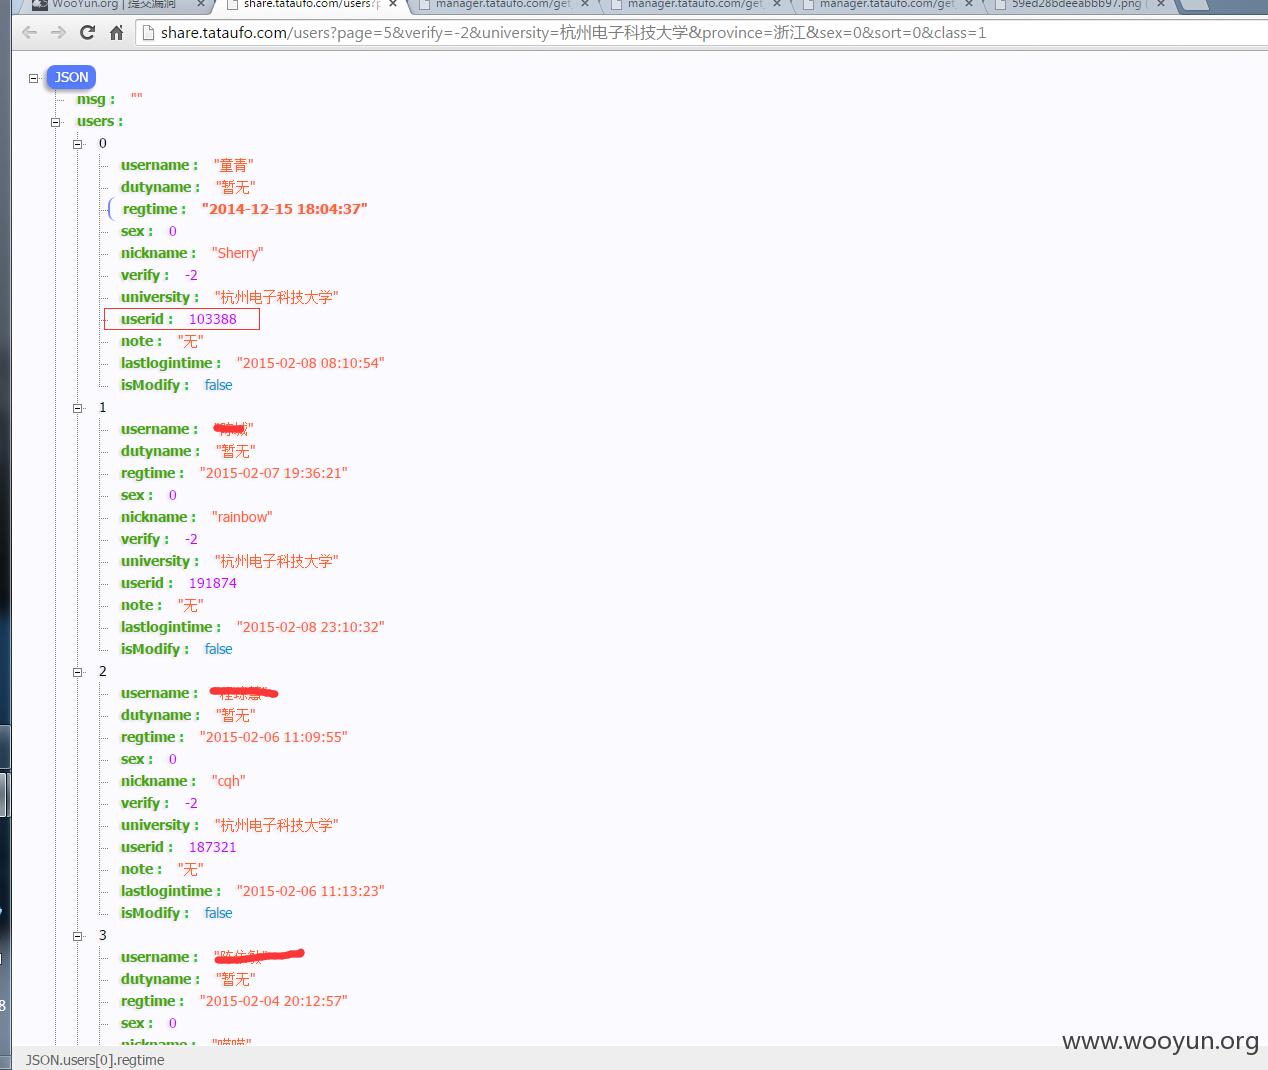 WooYun.org | 提交漏洞
share.tataufo.com/users?p
manager.tataufo.com/get
manager.tataufo.com/get
manager.tataufo.com/get
59ed28bdeeabbb97.png
share.tataufo.com/users?page=5&verify=-2&university=杭州电子科技大学&province=浙江&sex=0&sort=0&class=1
JSON
msg : ""
users :
0
username : "童青"
dutyname : "暂无"
regtime : "2014-12-15 18:04:37"
sex : 0
nickname : "Sherry"
verify : -2
university : "杭州电子科技大学"
userid : 103388
note : "无"
lastlogintime : "2015-02-08 08:10:54"
isModify : false
1
username :
dutyname : "暂无"
regtime : "2015-02-07 19:36:21"
sex : 0
nickname : "rainbow"
verify : -2
university : "杭州电子科技大学"
userid : 191874
note : "无"
lastlogintime : "2015-02-08 23:10:32"
isModify : false
2
username :
dutyname : "暂无"
regtime : "2015-02-06 11:09:55"
sex : 0
nickname : "cqh"
verify : -2
university : "杭州电子科技大学"
userid : 187321
note : "无"
lastlogintime : "2015-02-06 11:13:23"
isModify : false
3
username :
dutyname : "暂无"
regtime : "2015-02-04 20:12:57"
sex : 0
nickname : "喵喵"
JSON.users[0].regtime
www.wooyun.org